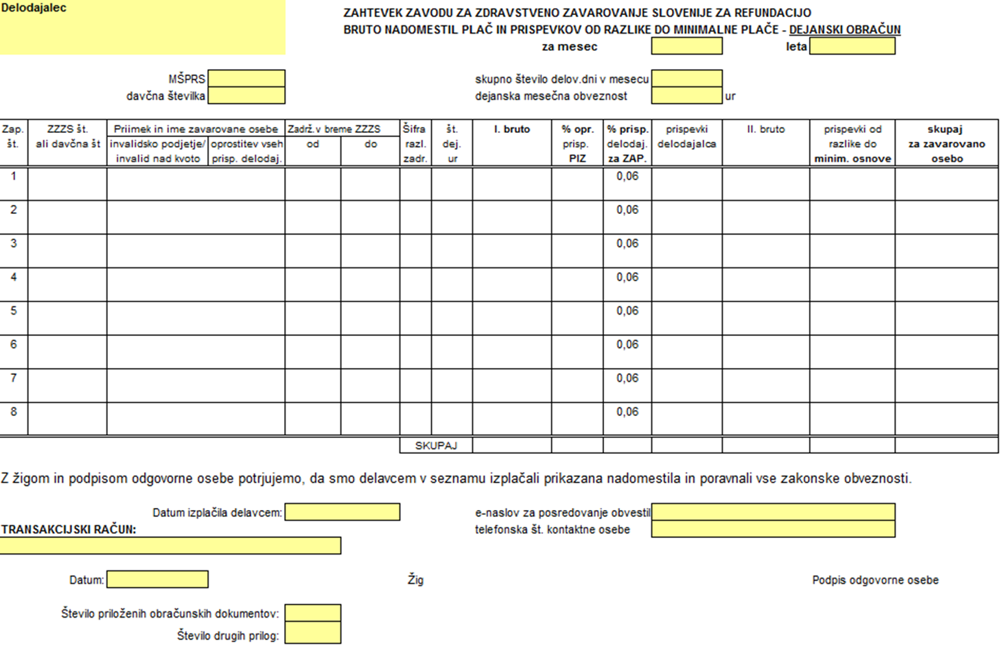 Delodajalec
ZAHTEVEK ZAVODU ZA ZDRAVSTVENO ZAVAROVANJE SLOVENIJE ZA REFUNDACIJO
BRUTO NADOMESTIL PLAČ IN PRISPEVKOV OD RAZLIKE DO MINIMALNE PLAČE - DEJANSKI OBRAČUN
za mesec leta
MŠPRS skupno število delov.dni v mesecu
davčna številka dejanska mesečna obveznost ur
Zap. ZZZS št. Priimek in ime zavarovane osebe Zadrž. v breme ZZZS Šifra št. I. bruto % opr. % prisp. prispevki II. bruto prispevki od skupaj
št. ali davčna št invalidsko podjetje/ oprostitev vseh od do razl. dej. prisp. delodaj. delodajalca razlike do za zavarovano
invalid nad kvoto prisp. delodaj. zadr. ur PIZ za ZAP. minim. osnove osebo
1 0,06
2 0,06
3 0,06
4 0,06
5 0,06
6 0,06
7 0,06
8 0,06
SKUPAJ
Z žigom in podpisom odgovorne osebe potrjujemo, da smo delavcem v seznamu izplačali prikazana nadomestila in poravnali vse zakonske obveznosti.
Datum izplačila delavcem: e-naslov za posredovanje obvestil
TRANSAKCIJSKI RAČUN: telefonska št. kontaktne osebe
Datum: Žig Podpis odgovorne osebe
Število priloženih obračunskih dokumentov:
Število drugih prilog: